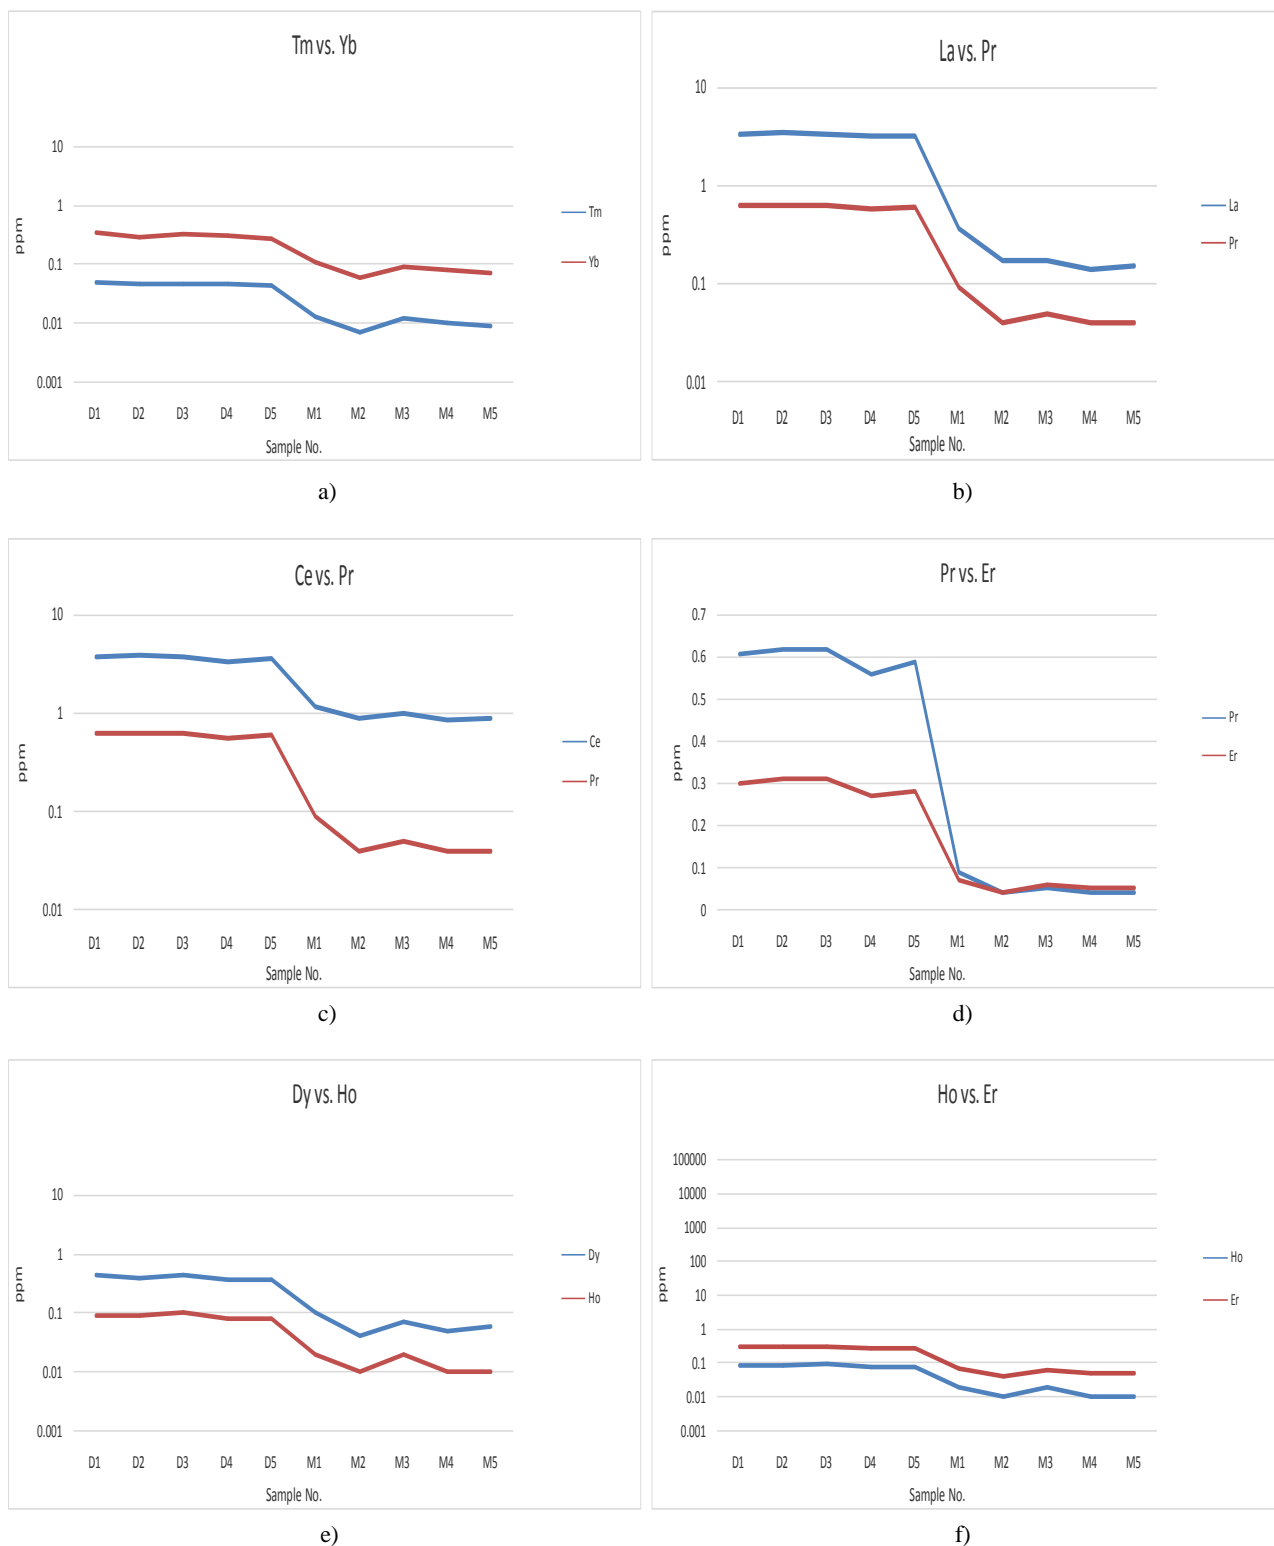 Tm vs. Yb
10
1
0.1
0.01
0.001
ppm
D1 D2 D3 D4 D5 M1 M2 M3 M4 M5
Sample No.
Tm
Yb
a)
La vs. Pr
10
1
0.1
0.01
ppm
D1 D2 D3 D4 D5 M1 M2 M3 M4 M5
Sample No.
La
Pr
b)
Ce vs. Pr
10
1
0.1
0.01
ppm
D1 D2 D3 D4 D5 M1 M2 M3 M4 M5
Sample No.
Ce
Pr
c)
Pr vs. Er
0.7
0.6
0.5
0.4
0.3
0.2
0.1
0
ppm
D1 D2 D3 D4 D5 M1 M2 M3 M4 M5
Sample No.
Pr
Er
d)
Dy vs. Ho
10
1
0.1
0.01
0.001
ppm
D1 D2 D3 D4 D5 M1 M2 M3 M4 M5
Sample No.
Dy
Ho
e)
Ho vs. Er
100000
10000
1000
100
10
1
0.1
0.01
0.001
ppm
D1 D2 D3 D4 D5 M1 M2 M3 M4 M5
Sample No.
Ho
Er
f)